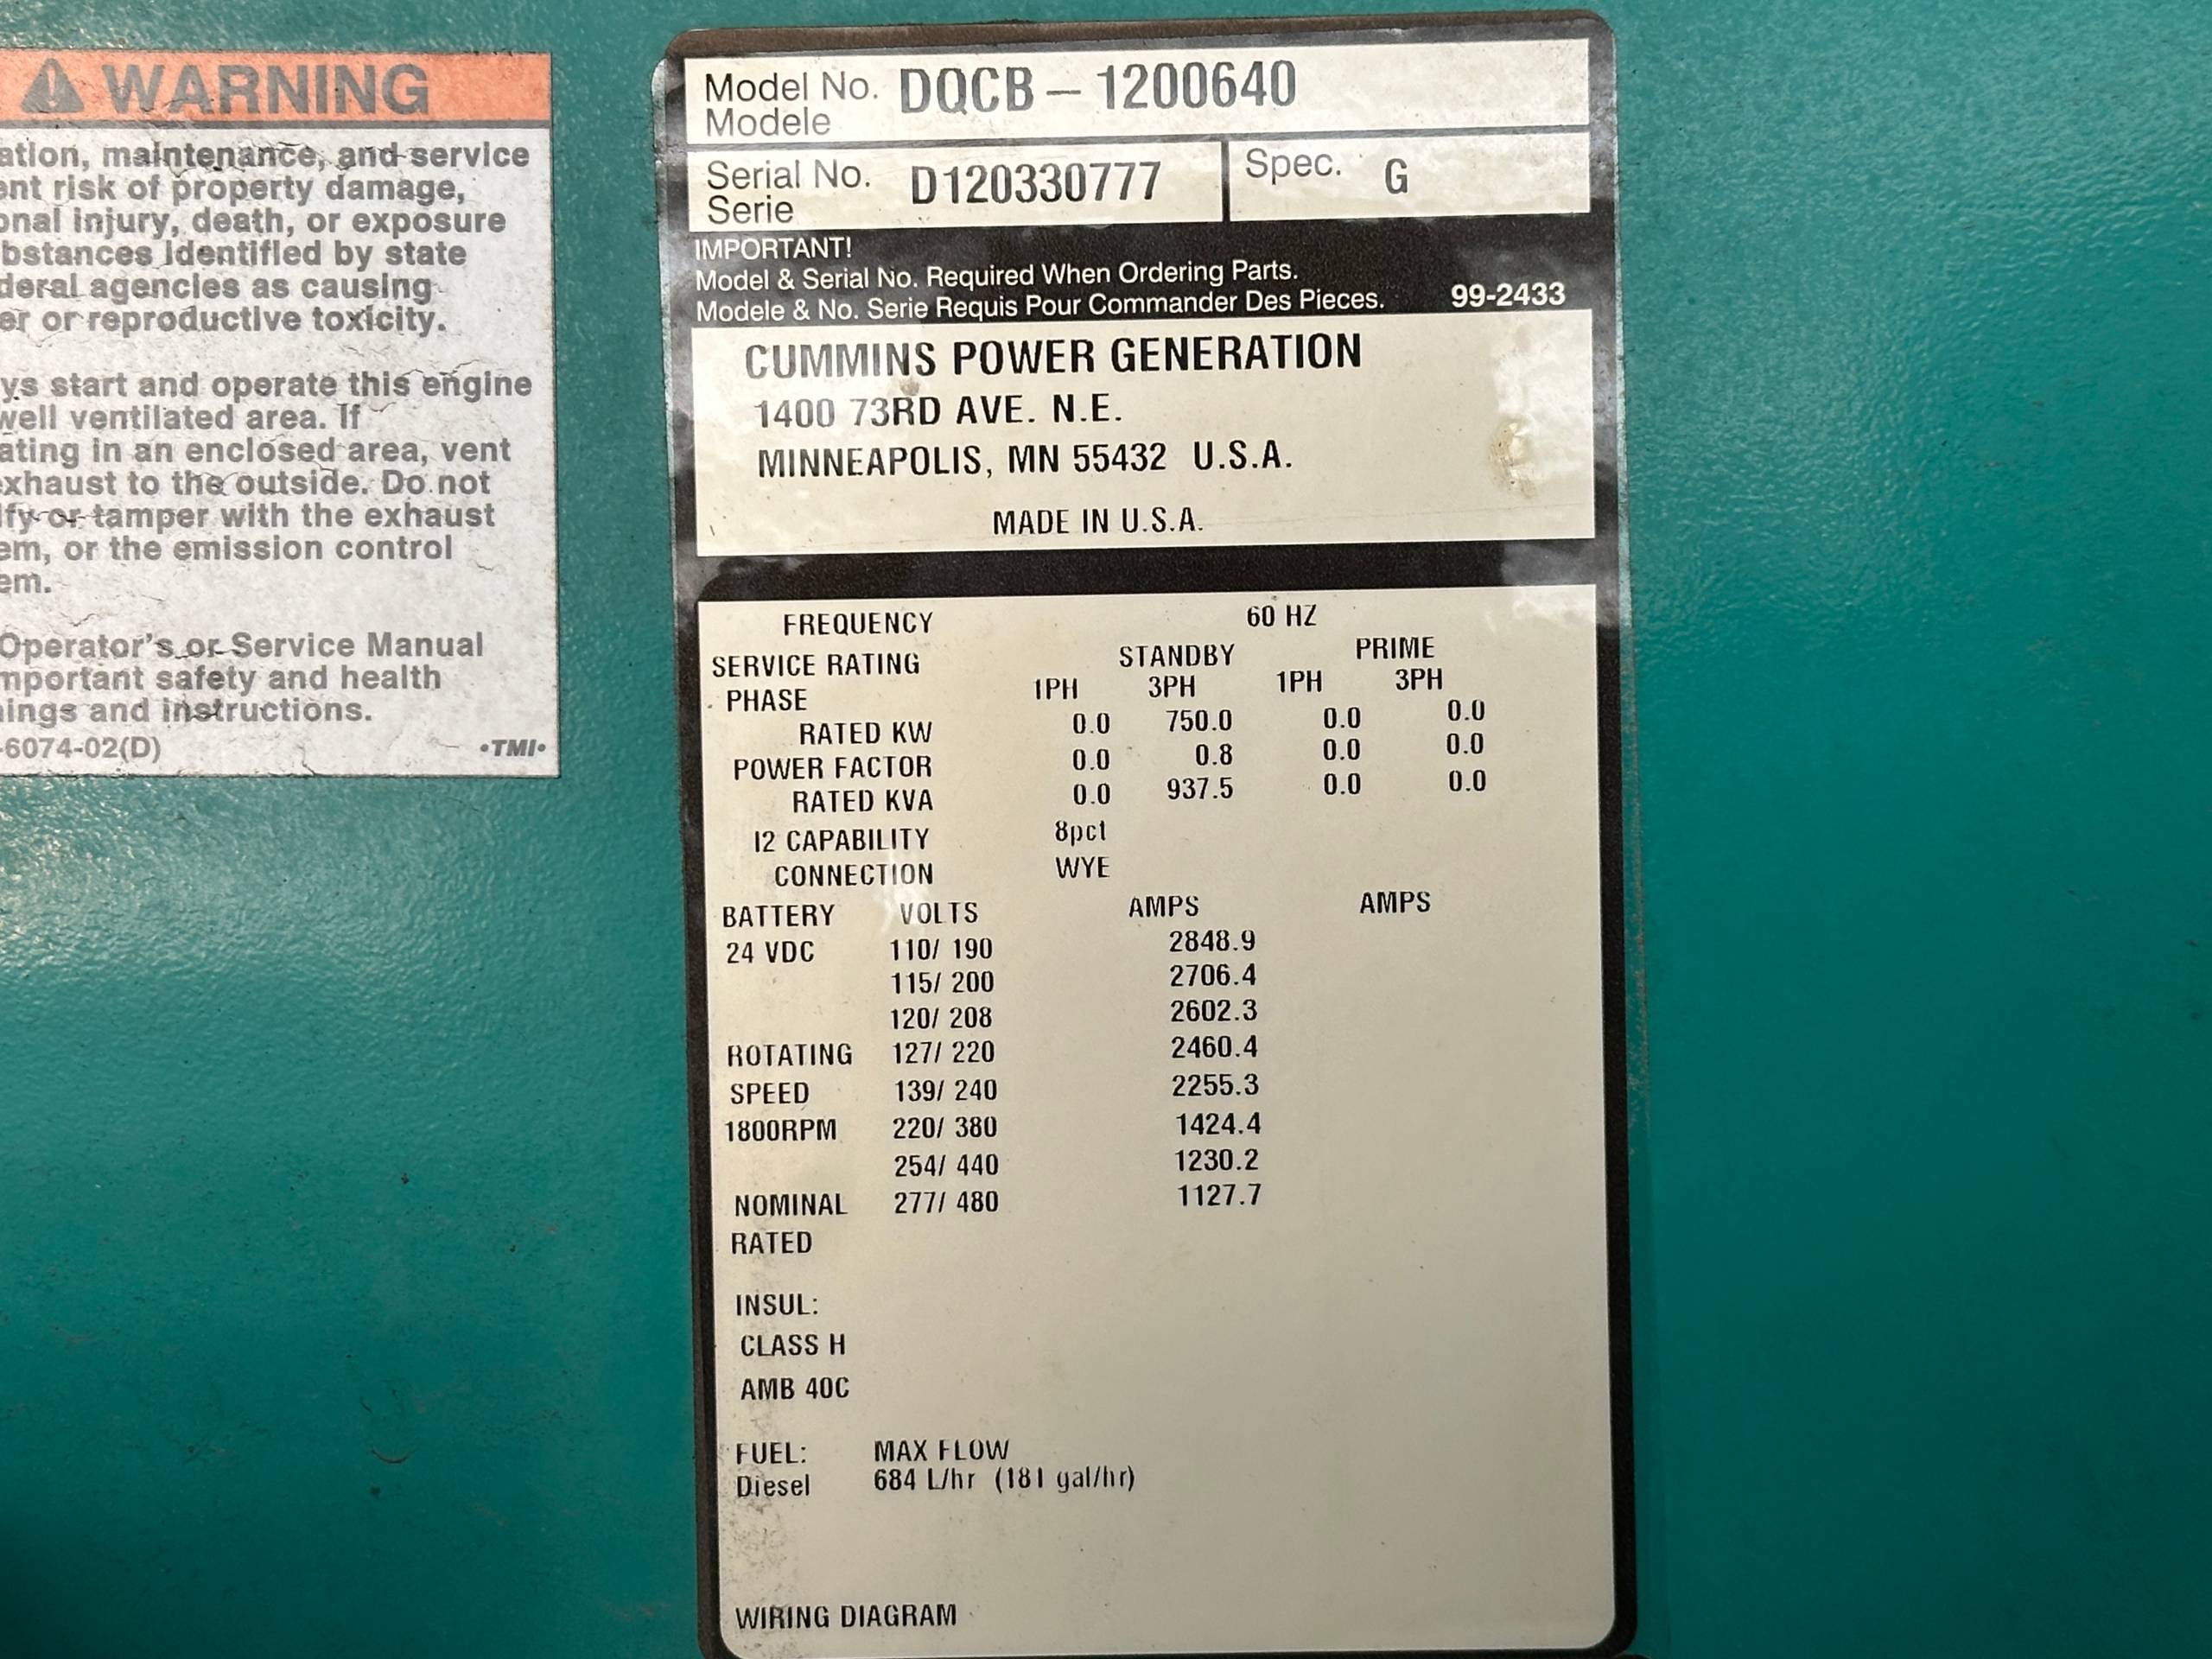 WARNING
ation, maintenance, and service
ent risk of property damage,
onal injury, death, or exposure
bstances identified by state
deral agencies as causing
er or reproductive toxicity.
ys start and operate this engine
well ventilated area. If
ating in an enclosed area, vent
exhaust to the outside. Do not
ify or tamper with the exhaust
em, or the emission control
em.
Operator's or Service Manual
mportant safety and health
ings and instructions.
-6074-02(D) •TMI•
Model No. DQCB – 1200640
Modele
Serial No. D120330777 Spec. G
Serie
IMPORTANT!
Model & Serial No. Required When Ordering Parts.
Modele & No. Serie Requis Pour Commander Des Pieces. 99-2433
CUMMINS POWER GENERATION
1400 73RD AVE. N.E.
MINNEAPOLIS, MN 55432 U.S.A.
MADE IN U.S.A.
FREQUENCY 60 HZ
SERVICE RATING STANDBY PRIME
PHASE 1PH 3PH 1PH 3PH
RATED KW 0.0 750.0 0.0 0.0
POWER FACTOR 0.0 0.8 0.0 0.0
RATED KVA 0.0 937.5 0.0 0.0
I2 CAPABILITY 8pct
CONNECTION WYE
BATTERY VOLTS AMPS AMPS
24 VDC 110/ 190 2848.9
115/ 200 2706.4
120/ 208 2602.3
ROTATING 127/ 220 2460.4
SPEED 139/ 240 2255.3
1800RPM 220/ 380 1424.4
254/ 440 1230.2
NOMINAL 277/ 480 1127.7
RATED
INSUL:
CLASS H
AMB 40C
FUEL: MAX FLOW
Diesel 684 L/hr (181 gal/hr)
WIRING DIAGRAM